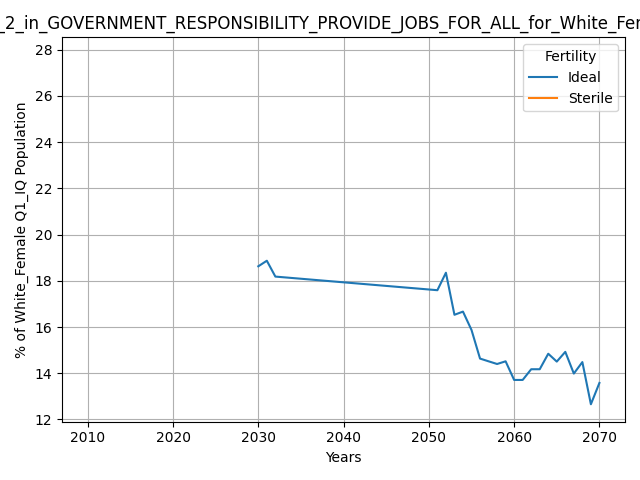 _2_in_GOVERNMENT_RESPONSIBILITY_PROVIDE_JOBS_FOR_ALL_for_White_Fe
Fertility
Ideal
Sterile
% of White_Female Q1_IQ Population
28
26
24
22
20
18
16
14
12
2010 2020 2030 2040 2050 2060 2070
Years